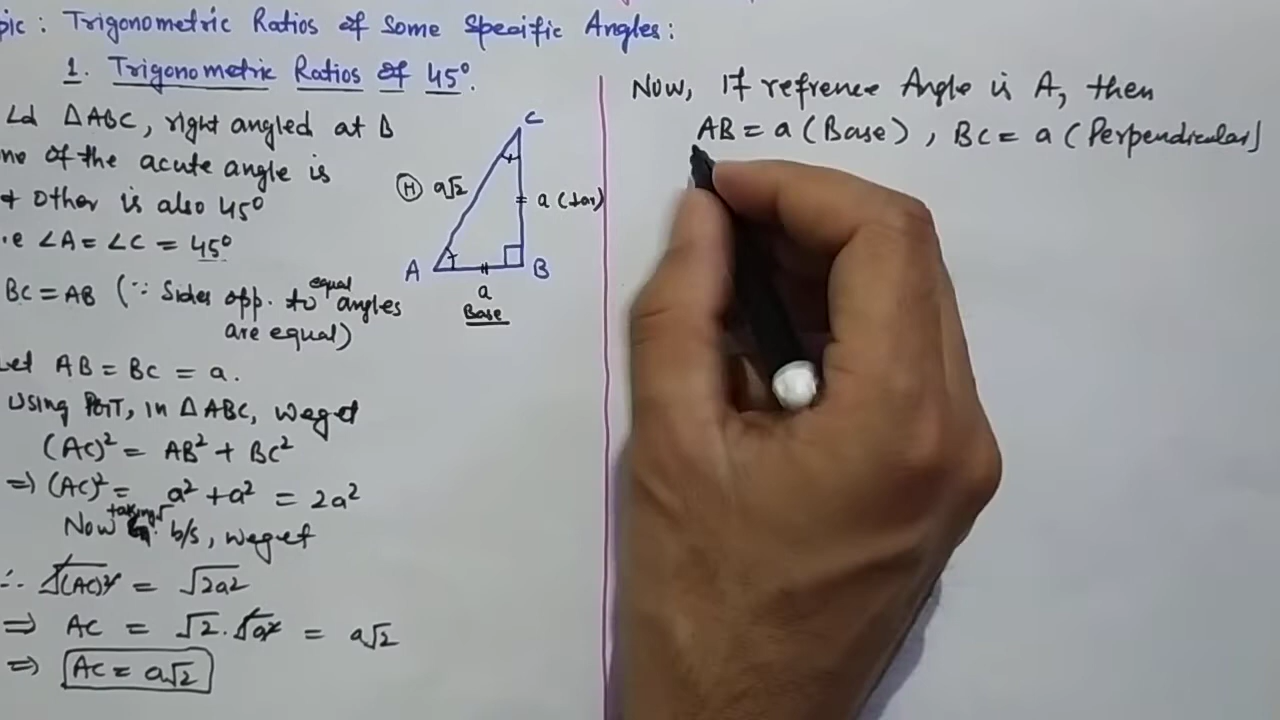 pic : Trigonometric Ratios of Some Specific Angles :
1. Trigonometric Ratios of 45°.
Let ΔABC, right angled at B
ne of the acute angle is
& other is also 45°
.e ∠A = ∠C = 45°
BC = AB (∵ Sides opp. to equal angles
are equal)
Let AB = BC = a.
Using PGT, in ΔABC, we get
(AC)² = AB² + BC²
⇒ (AC)² = a² + a² = 2a²
Now taking √ b/s, we get
∴ √(AC)² = √2a²
⇒ AC = √2 . √a² = a√2
⇒ AC = a√2
C
H a√2
a
A
B
a
Base
Now, If refrence Angle is A, then
AB = a (Base), BC = a (Perpendicular)